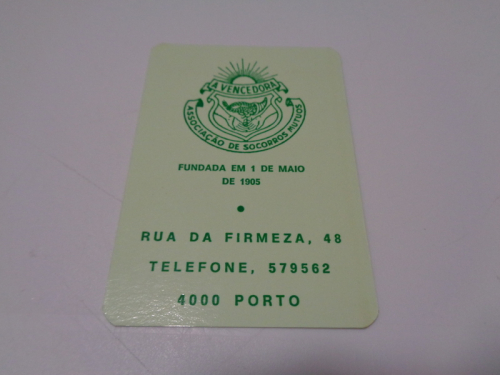 A VENCEDORA
ASSOCIAÇÃO DE SOCORROS MUTUOS
FUNDADA EM 1 DE MAIO
DE 1905
RUA DA FIRMEZA, 48
TELEFONE, 579562
4000 PORTO